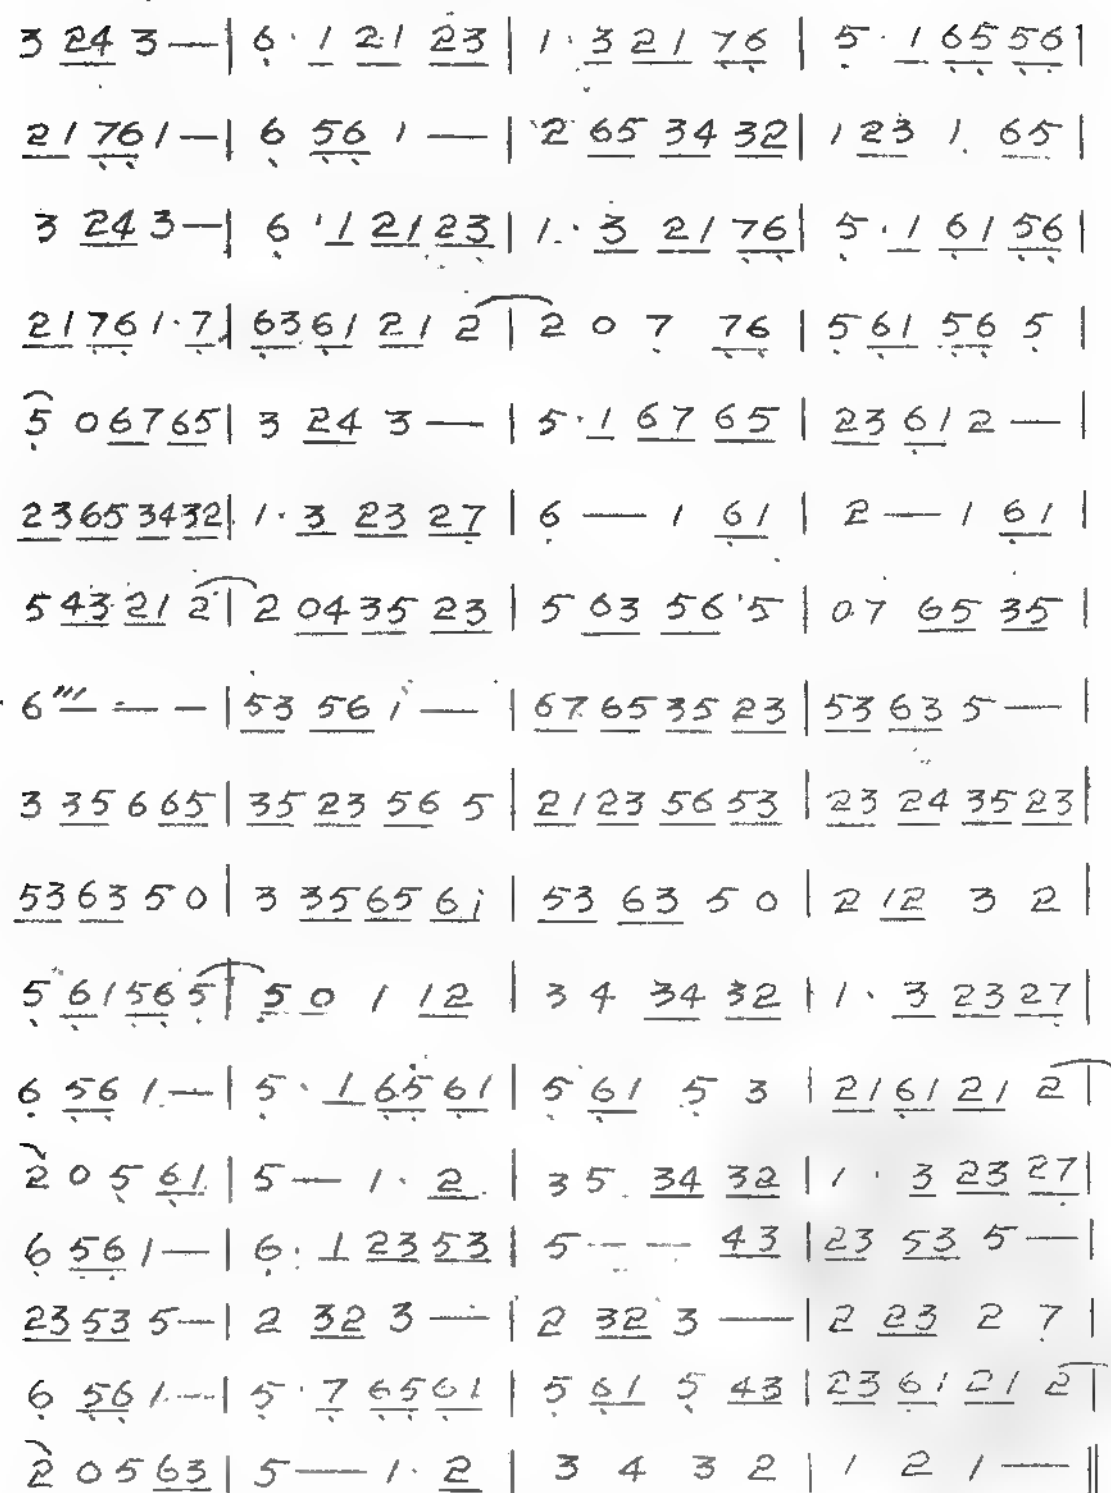 3 24 3 — | 6 · 1 21 23 | 1 · 3 21 76 | 5 · 1 65 56 |
21 76 1 — | 6 56 1 — | 2 65 34 32 | 1 23 1 . 65 |
3 24 3 — | 6 · 1 21 23 | 1 · 3 21 76 | 5 · 1 61 56 |
21 76 1 · 7 | 63 61 21 2 | 2 0 7 76 | 5 61 56 5 |
5 0 67 65 | 3 24 3 — | 5 · 1 67 65 | 23 61 2 — |
23 65 34 32 | 1 · 3 23 27 | 6 — 1 61 | 2 — 1 61 |
5 43 21 2 | 2 04 35 23 | 5 63 56 5 | 07 65 35 |
6 — — — | 53 56 i — | 67 65 35 23 | 53 63 5 — |
3 35 6 65 | 35 23 56 5 | 21 23 56 53 | 23 24 35 23 |
53 63 5 0 | 3 35 65 6i | 53 63 5 0 | 2 12 3 2 |
5 61 56 5 | 5 0 1 12 | 3 4 34 32 | 1 · 3 23 27 |
6 56 1 — | 5 · 1 65 61 | 5 61 5 3 | 21 61 21 2 |
2 0 5 61 | 5 — 1 · 2 | 3 5 34 32 | 1 · 3 23 27 |
6 56 1 — | 6 · 1 23 53 | 5 — — 43 | 23 53 5 — |
23 53 5 — | 2 32 3 — | 2 32 3 — | 2 23 2 7 |
6 56 1 — | 5 · 7 65 61 | 5 61 5 43 | 23 61 21 2 |
2 0 5 63 | 5 — 1 · 2 | 3 4 3 2 | 1 2 1 — ‖